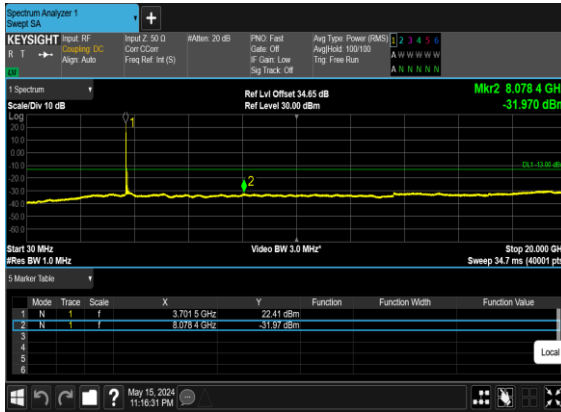 Spectrum Analyzer 1
Swept SA
+
KEYSIGHT Input: RF Input Z: 50 Ω #Atten: 20 dB PNO: Fast Avg Type: Power (RMS) 1 2 3 4 5 6
R T Coupling: DC Corr CCorr Gate: Off Avg|Hold: 100/100 A W W W W W
Align: Auto Freq Ref: Int (S) IF Gain: Low Trig: Free Run
Sig Track: Off A N N N N N
LXI
1 Spectrum Ref Lvl Offset 34.65 dB Mkr2 8.078 4 GH
Scale/Div 10 dB Ref Level 30.00 dBm -31.970 dBm
Log
1
20.0
10.0
0.00
-10.0 DL1 -13.00 dBm
-20.0
2
-30.0
-40.0
-50.0
-60.0
Start 30 MHz Video BW 3.0 MHz* Stop 20.000 GH
#Res BW 1.0 MHz Sweep 34.7 ms (40001 pts
5 Marker Table
Mode Trace Scale X Y Function Function Width Function Value
1 N 1 f 3.701 5 GHz 22.41 dBm
2 N 1 f 8.078 4 GHz -31.97 dBm
3
4
5
6
Local
? May 15, 2024
11:16:31 PM